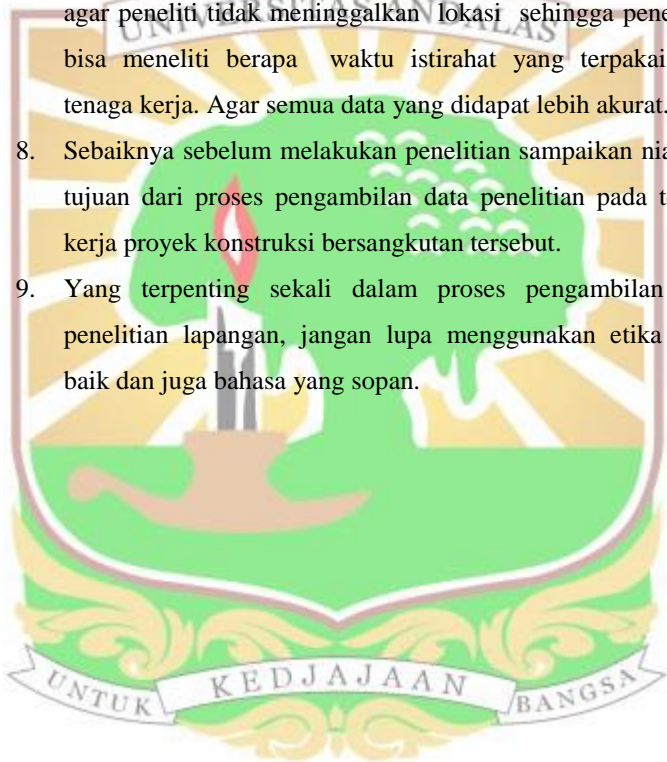 agar peneliti tidak meninggalkan lokasi sehingga pene
UNIVERSITAS ANDALAS
bisa meneliti berapa waktu istirahat yang terpakai
tenaga kerja. Agar semua data yang didapat lebih akurat.
8. Sebaiknya sebelum melakukan penelitian sampaikan nia
tujuan dari proses pengambilan data penelitian pada t
kerja proyek konstruksi bersangkutan tersebut.
9. Yang terpenting sekali dalam proses pengambilan
penelitian lapangan, jangan lupa menggunakan etika
baik dan juga bahasa yang sopan.
UNTUK KEDJAJAAN BANGSA